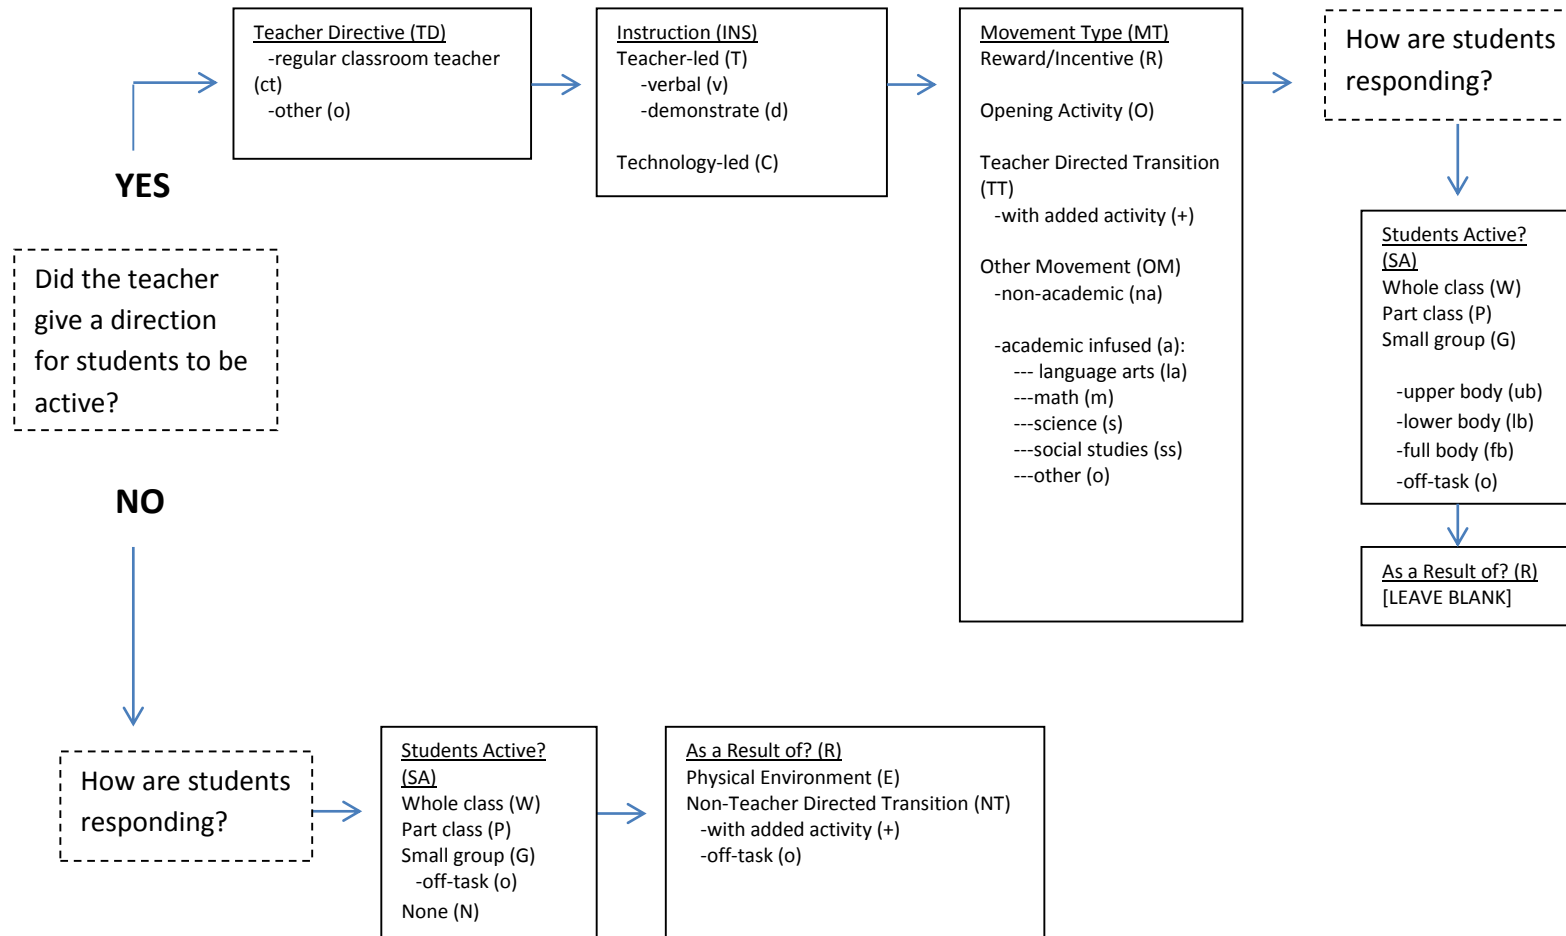 Teacher Directive (TD)
-regular classroom teacher
(ct)
-other (o)
Instruction (INS)
Teacher-led (T)
-verbal (v)
-demonstrate (d)
Technology-led (C)
Movement Type (MT)
Reward/Incentive (R)
Opening Activity (O)
Teacher Directed Transition
(TT)
-with added activity (+)
Other Movement (OM)
-non-academic (na)
-academic infused (a):
--- language arts (la)
---math (m)
---science (s)
---social studies (ss)
---other (o)
How are students
responding?
Students Active?
(SA)
Whole class (W)
Part class (P)
Small group (G)
-upper body (ub)
-lower body (lb)
-full body (fb)
-off-task (o)
As a Result of? (R)
[LEAVE BLANK]
YES
Did the teacher
give a direction
for students to be
active?
NO
How are students
responding?
Students Active?
(SA)
Whole class (W)
Part class (P)
Small group (G)
-off-task (o)
None (N)
As a Result of? (R)
Physical Environment (E)
Non-Teacher Directed Transition (NT)
-with added activity (+)
-off-task (o)